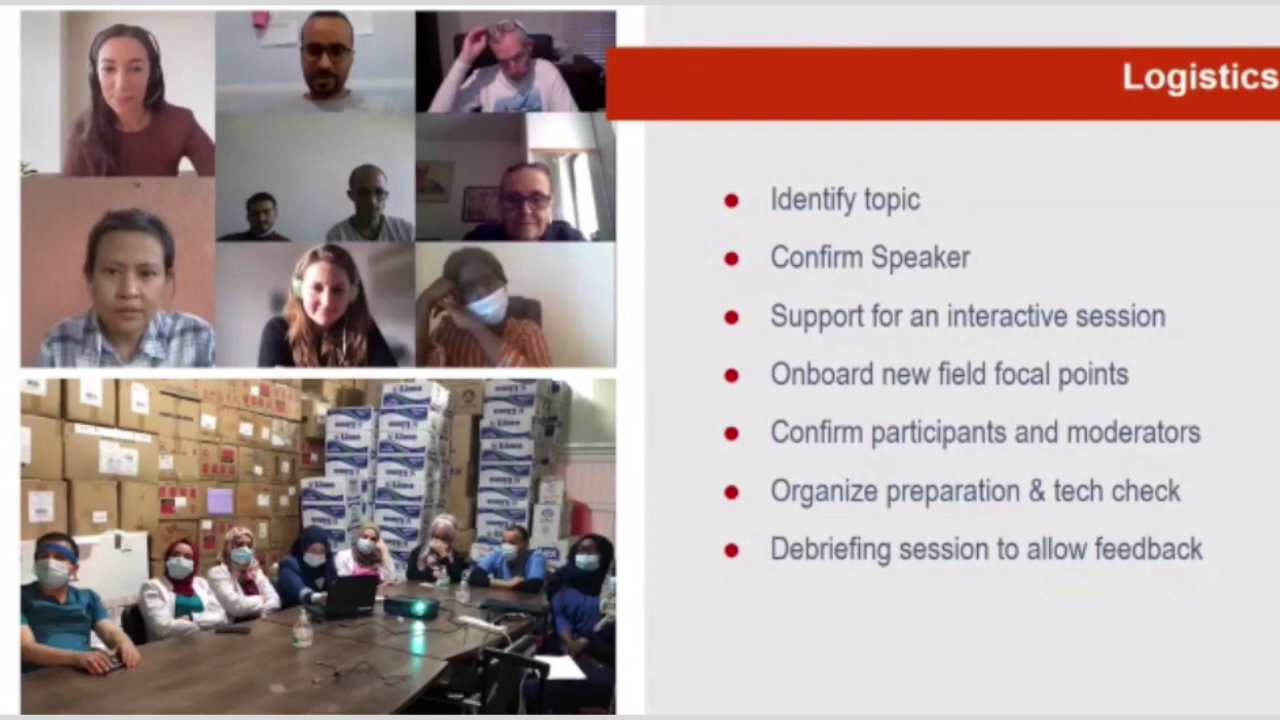 Logistics
Identify topic
Confirm Speaker
Support for an interactive session
Onboard new field focal points
Confirm participants and moderators
Organize preparation & tech check
Debriefing session to allow feedback